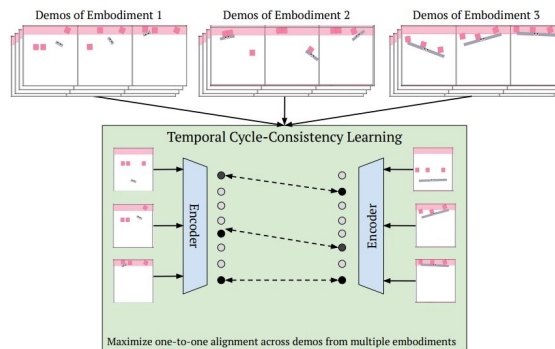 Demos of Embodiment 1
Demos of Embodiment 2
Demos of Embodiment 3
Temporal Cycle-Consistency Learning
Encoder
Encoder
Maximize one-to-one alignment across demos from multiple embodiments